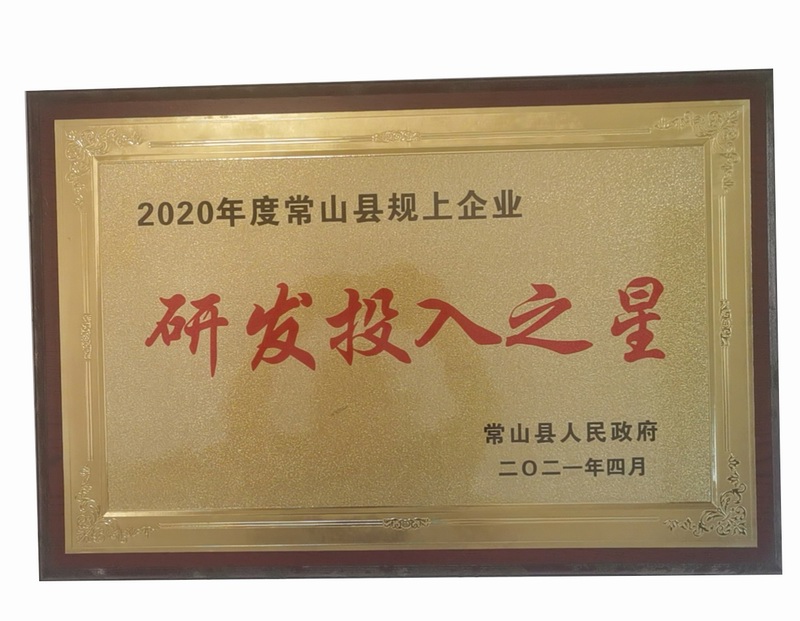 2020年度常山县规上企业
研发投入之星
常山县人民政府
二〇二一年四月